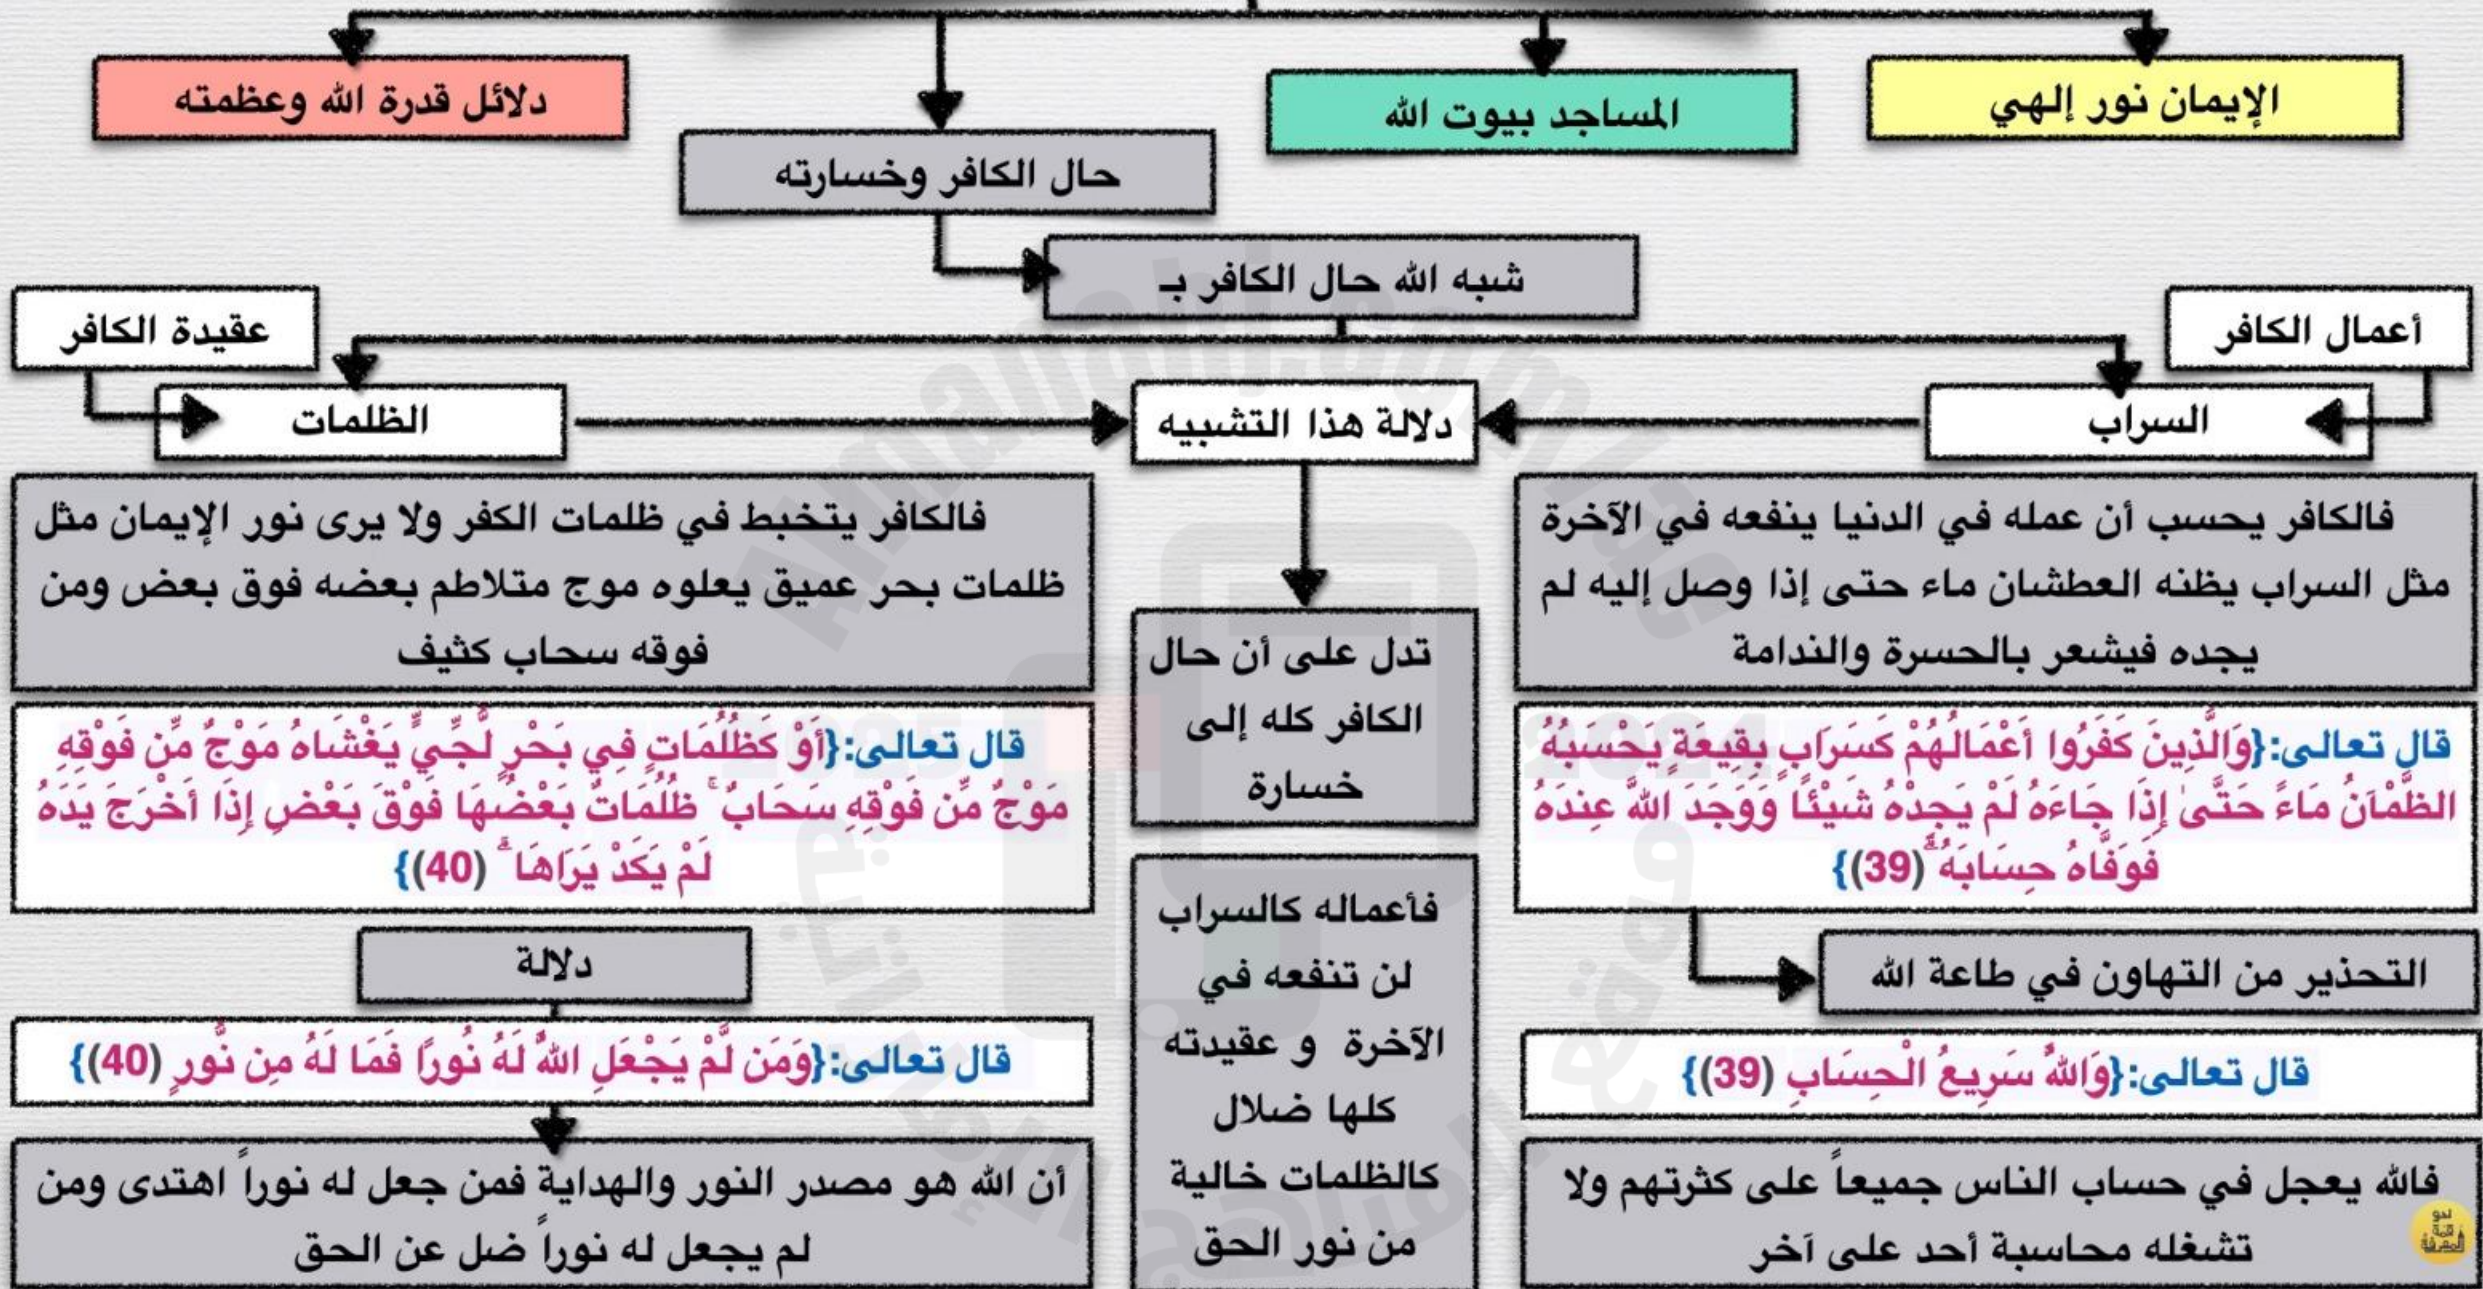 الإيمان نور إلهي
المساجد بيوت الله
حال الكافر وخسارته
دلائل قدرة الله وعظمته
شبه الله حال الكافر بـ
أعمال الكافر
السراب
فالكافر يحسب أن عمله في الدنيا ينفعه في الآخرة
مثل السراب يظنه العطشان ماء حتى إذا وصل إليه لم
يجده فيشعر بالحسرة والندامة
قال تعالى:{وَالَّذِينَ كَفَرُوا أَعْمَالُهُمْ كَسَرَابٍ بِقِيعَةٍ يَحْسَبُهُ
الظَّمْآنُ مَاءً حَتَّىٰ إِذَا جَاءَهُ لَمْ يَجِدْهُ شَيْئًا وَوَجَدَ اللهَ عِندَهُ
فَوَفَّاهُ حِسَابَهُ ۗ(39)}
التحذير من التهاون في طاعة الله
قال تعالى:{وَاللهُ سَرِيعُ الْحِسَابِ (39)}
فالله يعجل في حساب الناس جميعاً على كثرتهم ولا
تشغله محاسبة أحد على آخر
دلالة هذا التشبيه
تدل على أن حال
الكافر كله إلى
خسارة
فأعماله كالسراب
لن تنفعه في
الآخرة و عقيدته
كلها ضلال
كالظلمات خالية
من نور الحق
عقيدة الكافر
الظلمات
فالكافر يتخبط في ظلمات الكفر ولا يرى نور الإيمان مثل
ظلمات بحر عميق يعلوه موج متلاطم بعضه فوق بعض ومن
فوقه سحاب كثيف
قال تعالى:{أَوْ كَظُلُمَاتٍ فِي بَحْرٍ لُّجِّيٍّ يَغْشَاهُ مَوْجٌ مِّن فَوْقِهِ
مَوْجٌ مِّن فَوْقِهِ سَحَابٌ ۚ ظُلُمَاتٌ بَعْضُهَا فَوْقَ بَعْضٍ إِذَا أَخْرَجَ يَدَهُ
لَمْ يَكَدْ يَرَاهَا ۗ (40)}
دلالة
قال تعالى:{وَمَن لَّمْ يَجْعَلِ اللهُ لَهُ نُورًا فَمَا لَهُ مِن نُّورٍ (40)}
أن الله هو مصدر النور والهداية فمن جعل له نوراً اهتدى ومن
لم يجعل له نوراً ضل عن الحق
نحو
قمة
المعرفة